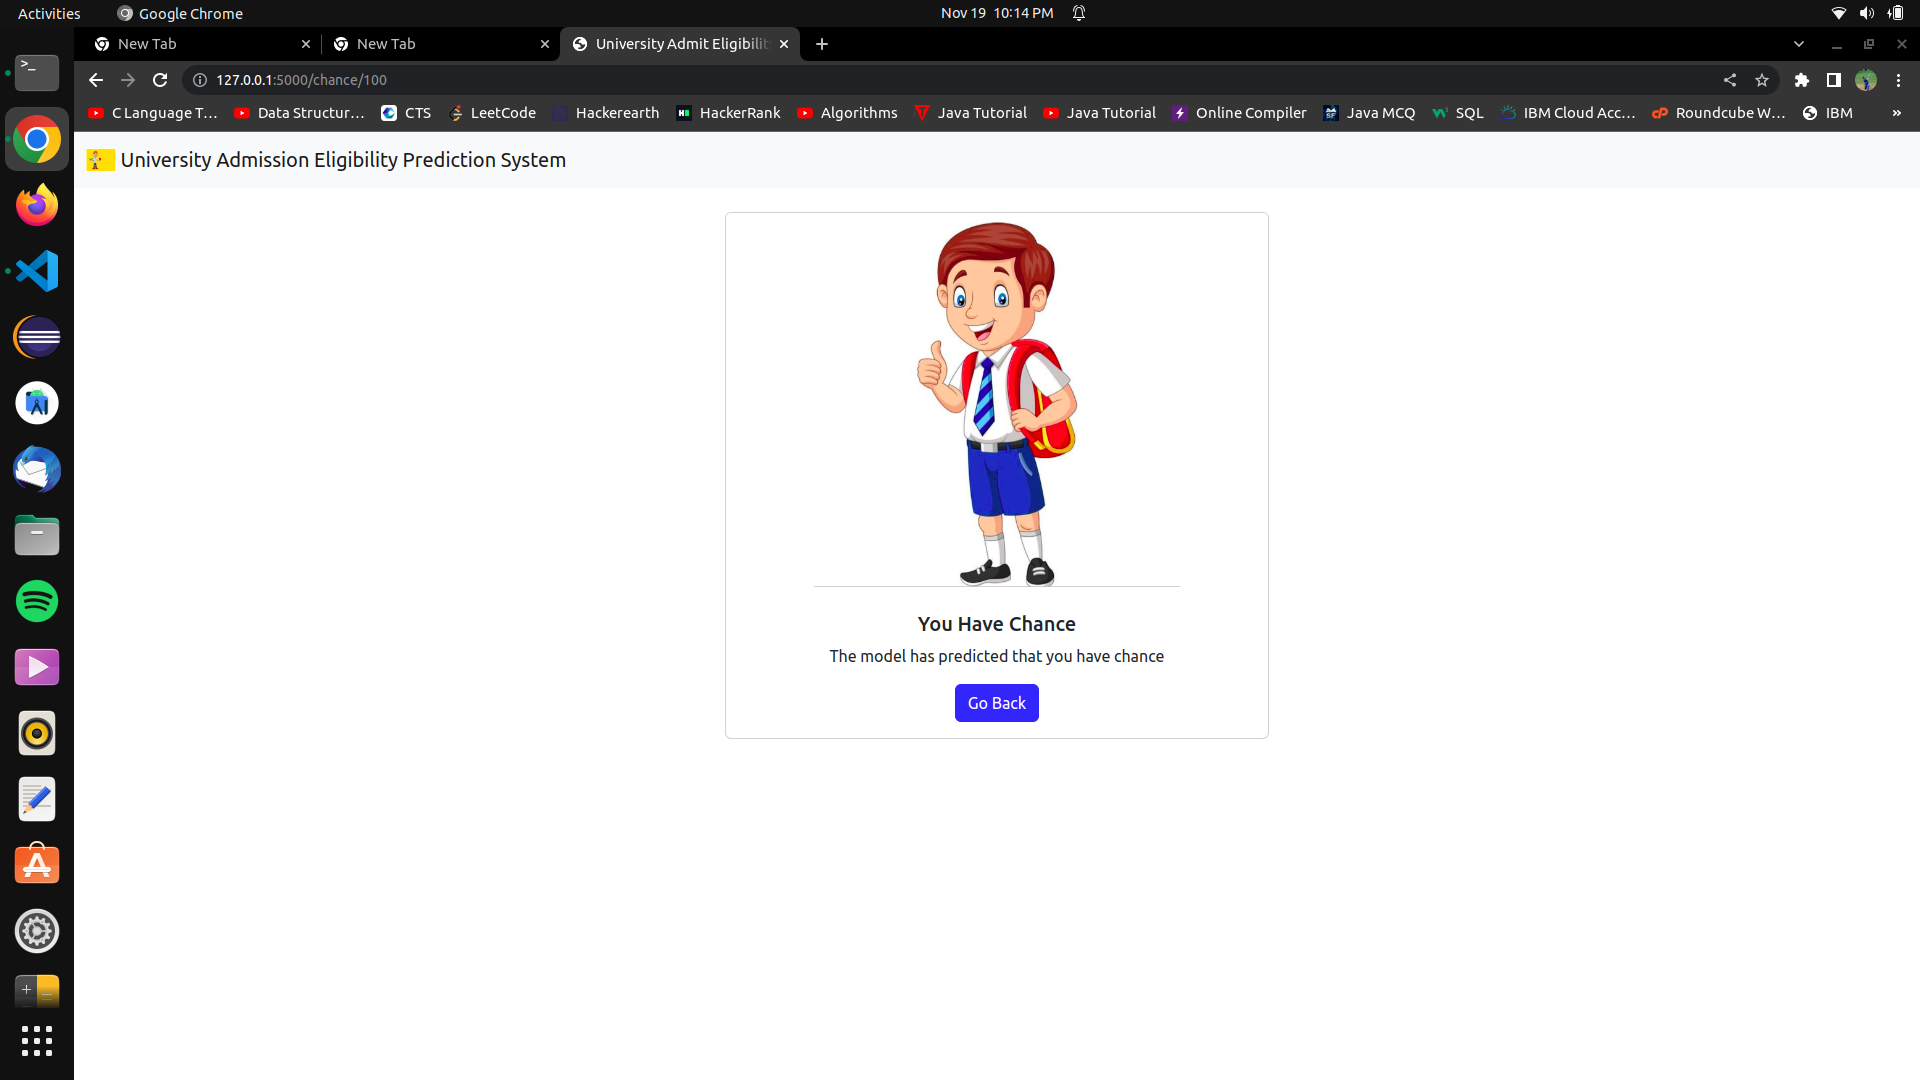 Activities
Google Chrome
Nov 19 10:14 PM
New Tab
New Tab
University Admit Eligibilit
127.0.0.1:5000/chance/100
C Language T...
Data Structur...
CTS
LeetCode
Hackerearth
HackerRank
Algorithms
Java Tutorial
Java Tutorial
Online Compiler
Java MCQ
SQL
IBM Cloud Acc...
Roundcube W...
IBM
»
University Admission Eligibility Prediction System
You Have Chance
The model has predicted that you have chance
Go Back